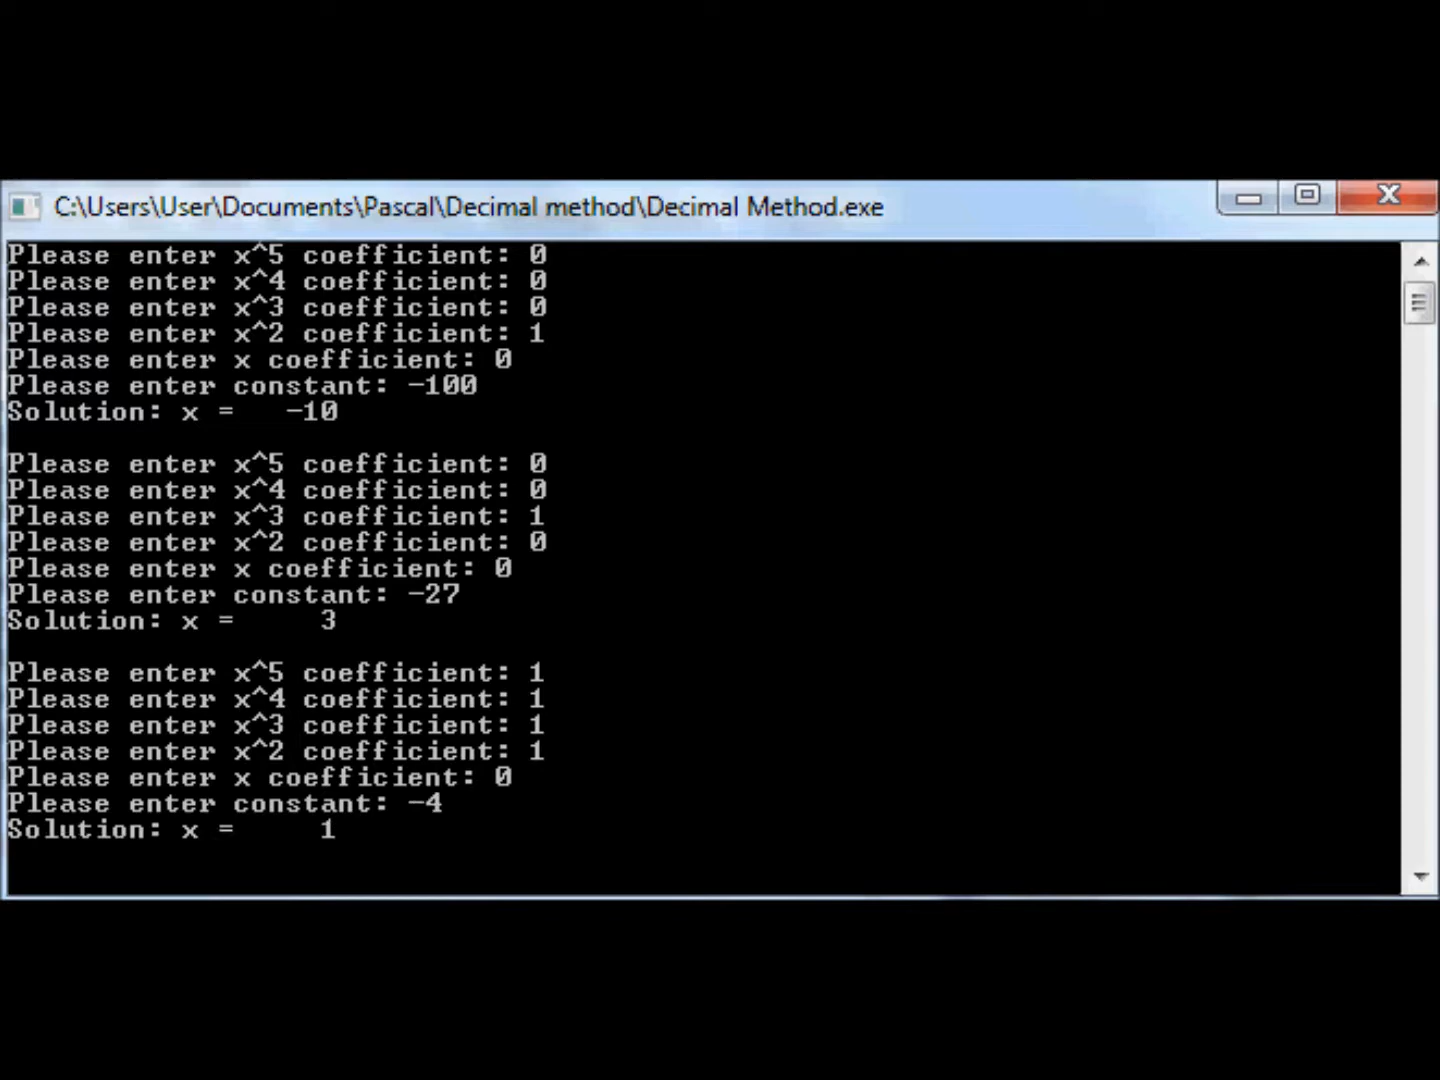 C:\Users\User\Documents\Pascal\Decimal method\Decimal Method.exe
Please enter x^5 coefficient: 0
Please enter x^4 coefficient: 0
Please enter x^3 coefficient: 0
Please enter x^2 coefficient: 1
Please enter x coefficient: 0
Please enter constant: -100
Solution: x =   -10
Please enter x^5 coefficient: 0
Please enter x^4 coefficient: 0
Please enter x^3 coefficient: 1
Please enter x^2 coefficient: 0
Please enter x coefficient: 0
Please enter constant: -27
Solution: x =     3
Please enter x^5 coefficient: 1
Please enter x^4 coefficient: 1
Please enter x^3 coefficient: 1
Please enter x^2 coefficient: 1
Please enter x coefficient: 0
Please enter constant: -4
Solution: x =     1